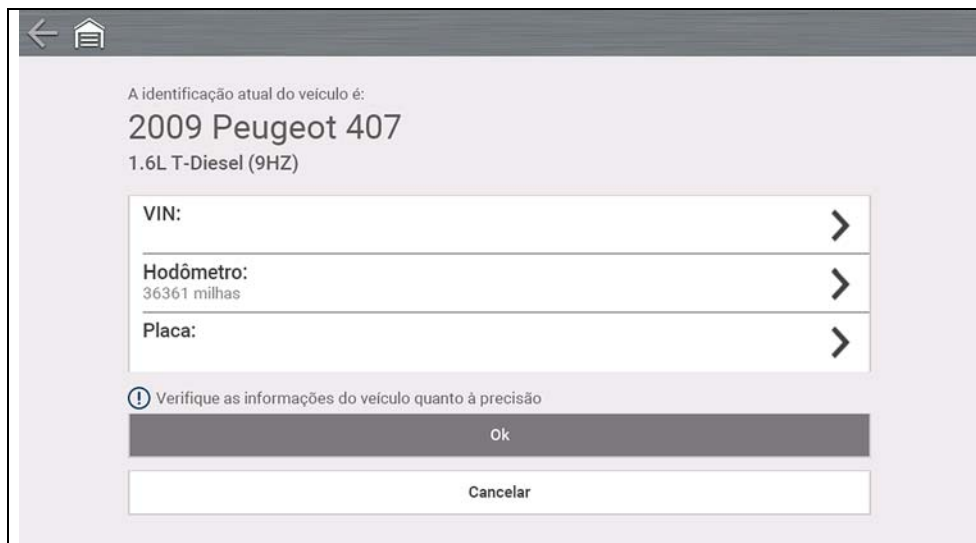 A identificação atual do veículo é:
2009 Peugeot 407
1.6L T-Diesel (9HZ)
VIN:
Hodômetro:
36361 milhas
Placa:
Verifique as informações do veículo quanto à precisão
Ok
Cancelar